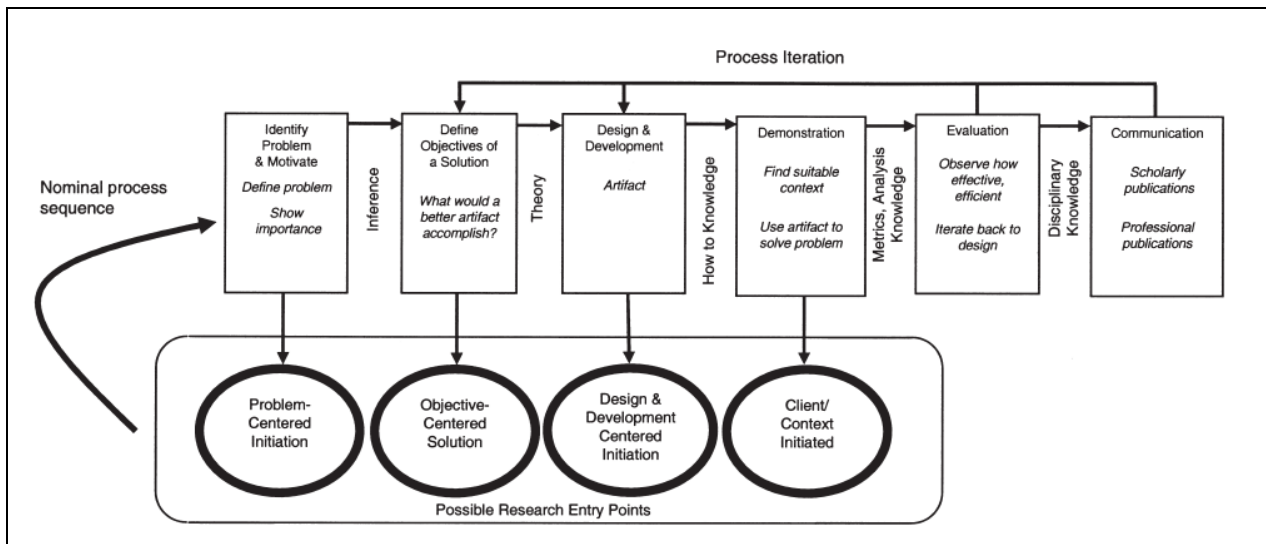 Process Iteration
Nominal process
sequence
Identify
Problem
& Motivate
Define problem
Show
importance
Inference
Define
Objectives of
a Solution
What would a
better artifact
accomplish?
Theory
Design &
Development
Artifact
How to Knowledge
Demonstration
Find suitable
context
Use artifact to
solve problem
Metrics, Analysis
Knowledge
Evaluation
Observe how
effective,
efficient
Iterate back to
design
Disciplinary
Knowledge
Communication
Scholarly
publications
Professional
publications
Problem-
Centered
Initiation
Objective-
Centered
Solution
Design &
Development
Centered
Initiation
Client/
Context
Initiated
Possible Research Entry Points